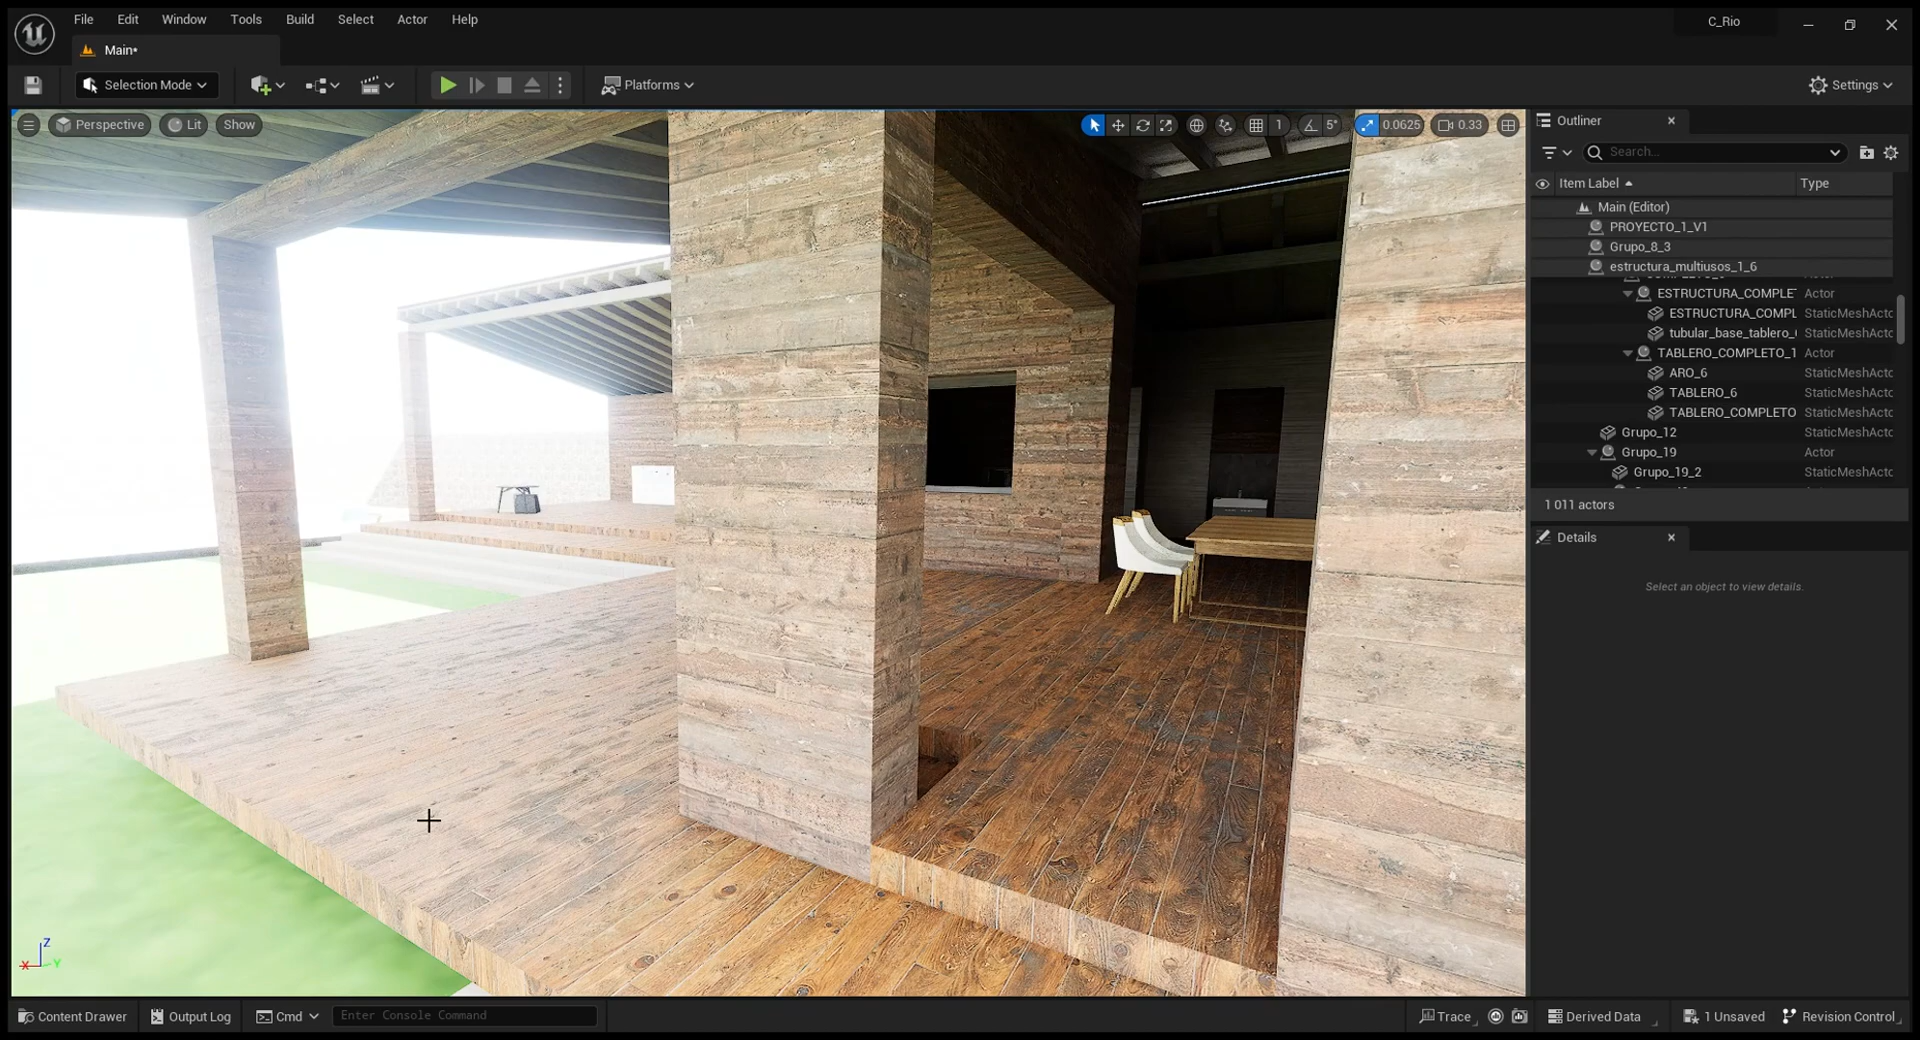 File Edit Window Tools Build Select Actor Help
C_Rio
Main*
Selection Mode
Platforms
Settings
Perspective Lit Show
1 5° 0.0625 0.33
Outliner
Search...
Item Label Type
Main (Editor)
PROYECTO_1_V1
Grupo_8_3
estructura_multiusos_1_6
ESTRUCTURA_COMPLE Actor
ESTRUCTURA_COMPL StaticMeshActo
tubular_base_tablero_ StaticMeshActo
TABLERO_COMPLETO_1 Actor
ARO_6 StaticMeshActo
TABLERO_6 StaticMeshActo
TABLERO_COMPLETO StaticMeshActo
Grupo_12 StaticMeshActo
Grupo_19 Actor
Grupo_19_2 StaticMeshActo
1 011 actors
Details
Select an object to view details.
Z
X Y
Content Drawer Output Log Cmd Enter Console Command Trace Derived Data 1 Unsaved Revision Control